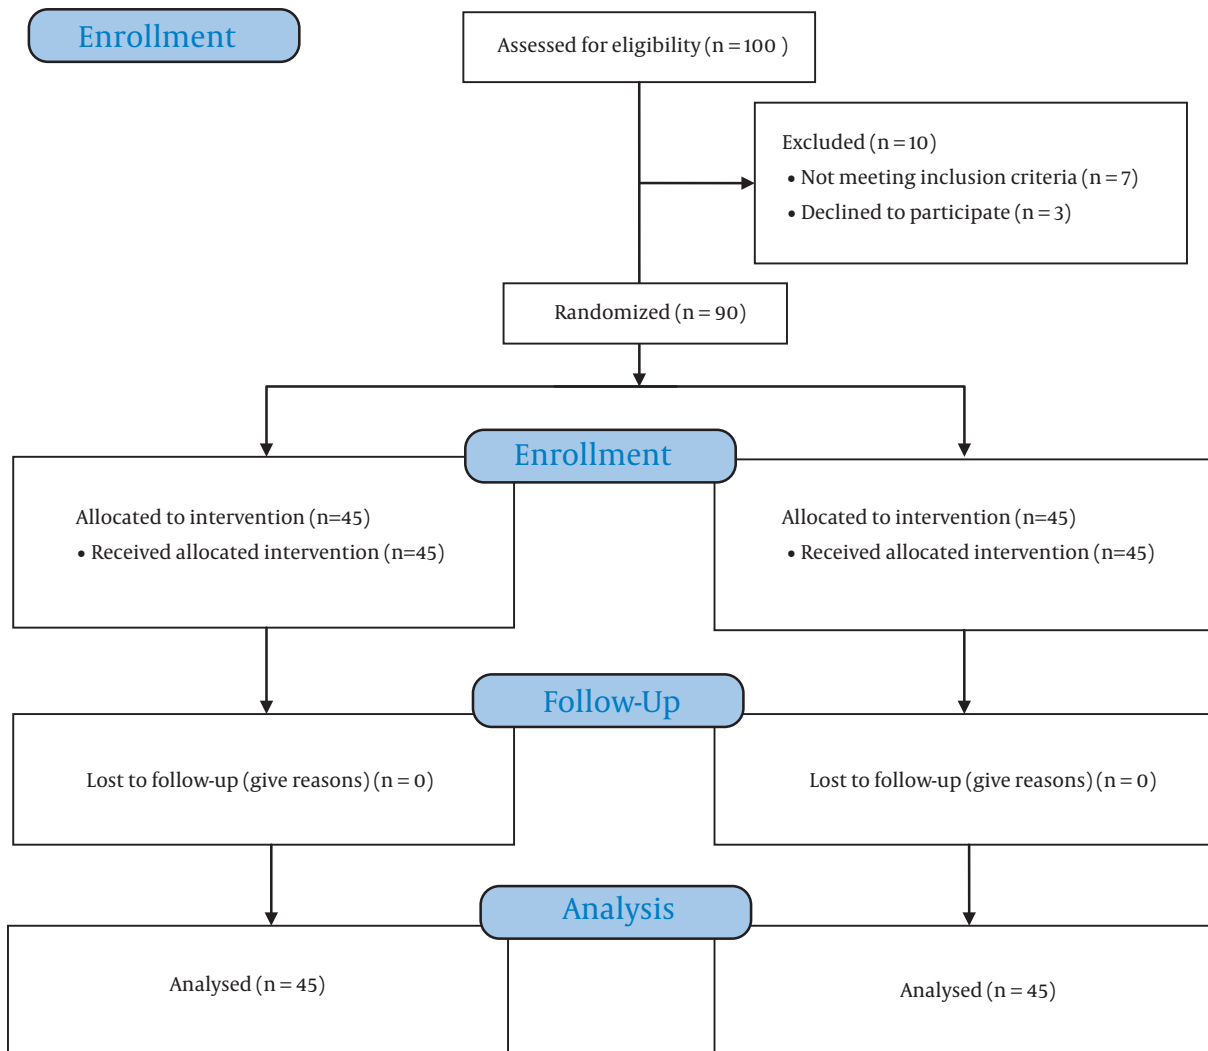 Enrollment
Assessed for eligibility (n = 100 )
Excluded (n = 10)
• Not meeting inclusion criteria (n = 7)
• Declined to participate (n = 3)
Randomized (n = 90)
Enrollment
Allocated to intervention (n=45)
• Received allocated intervention (n=45)
Allocated to intervention (n=45)
• Received allocated intervention (n=45)
Follow-Up
Lost to follow-up (give reasons) (n = 0)
Lost to follow-up (give reasons) (n = 0)
Analysis
Analysed (n = 45)
Analysed (n = 45)